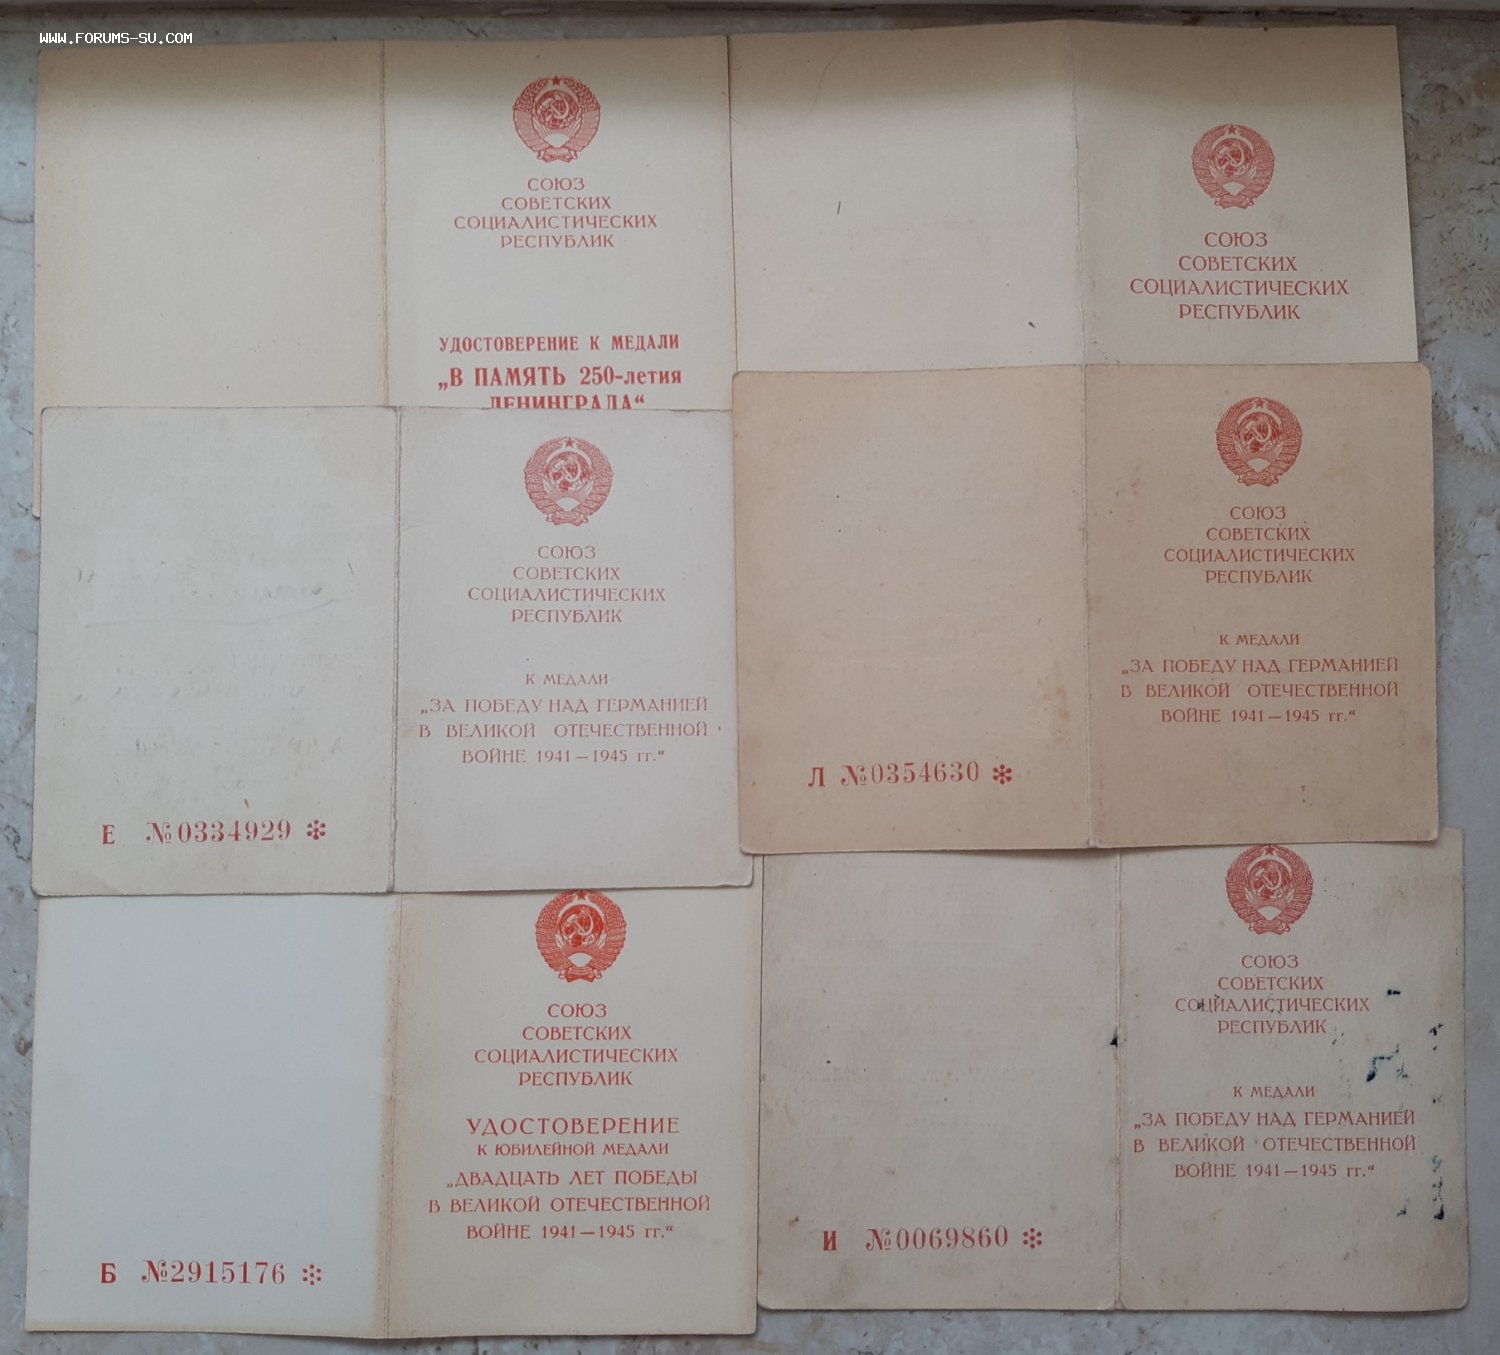 WWW.FORUMS-SU.COM
СОЮЗ
СОВЕТСКИХ
СОЦИАЛИСТИЧЕСКИХ
РЕСПУБЛИК
УДОСТОВЕРЕНИЕ К МЕДАЛИ
„В ПАМЯТЬ 250-летия
ЛЕНИНГРАДА“
СОЮЗ
СОВЕТСКИХ
СОЦИАЛИСТИЧЕСКИХ
РЕСПУБЛИК
СОЮЗ
СОВЕТСКИХ
СОЦИАЛИСТИЧЕСКИХ
РЕСПУБЛИК
К МЕДАЛИ
„ЗА ПОБЕДУ НАД ГЕРМАНИЕЙ
В ВЕЛИКОЙ ОТЕЧЕСТВЕННОЙ
ВОЙНЕ 1941—1945 гг.“
Е №0334929 *
СОЮЗ
СОВЕТСКИХ
СОЦИАЛИСТИЧЕСКИХ
РЕСПУБЛИК
К МЕДАЛИ
„ЗА ПОБЕДУ НАД ГЕРМАНИЕЙ
В ВЕЛИКОЙ ОТЕЧЕСТВЕННОЙ
ВОЙНЕ 1941—1945 гг.“
Л №0354630 *
СОЮЗ
СОВЕТСКИХ
СОЦИАЛИСТИЧЕСКИХ
РЕСПУБЛИК
УДОСТОВЕРЕНИЕ
К ЮБИЛЕЙНОЙ МЕДАЛИ
„ДВАДЦАТЬ ЛЕТ ПОБЕДЫ
В ВЕЛИКОЙ ОТЕЧЕСТВЕННОЙ
ВОЙНЕ 1941—1945 гг.“
Б №2915176 *
СОЮЗ
СОВЕТСКИХ
СОЦИАЛИСТИЧЕСКИХ
РЕСПУБЛИК
К МЕДАЛИ
„ЗА ПОБЕДУ НАД ГЕРМАНИЕЙ
В ВЕЛИКОЙ ОТЕЧЕСТВЕННОЙ
ВОЙНЕ 1941—1945 гг.“
И №0069860 *